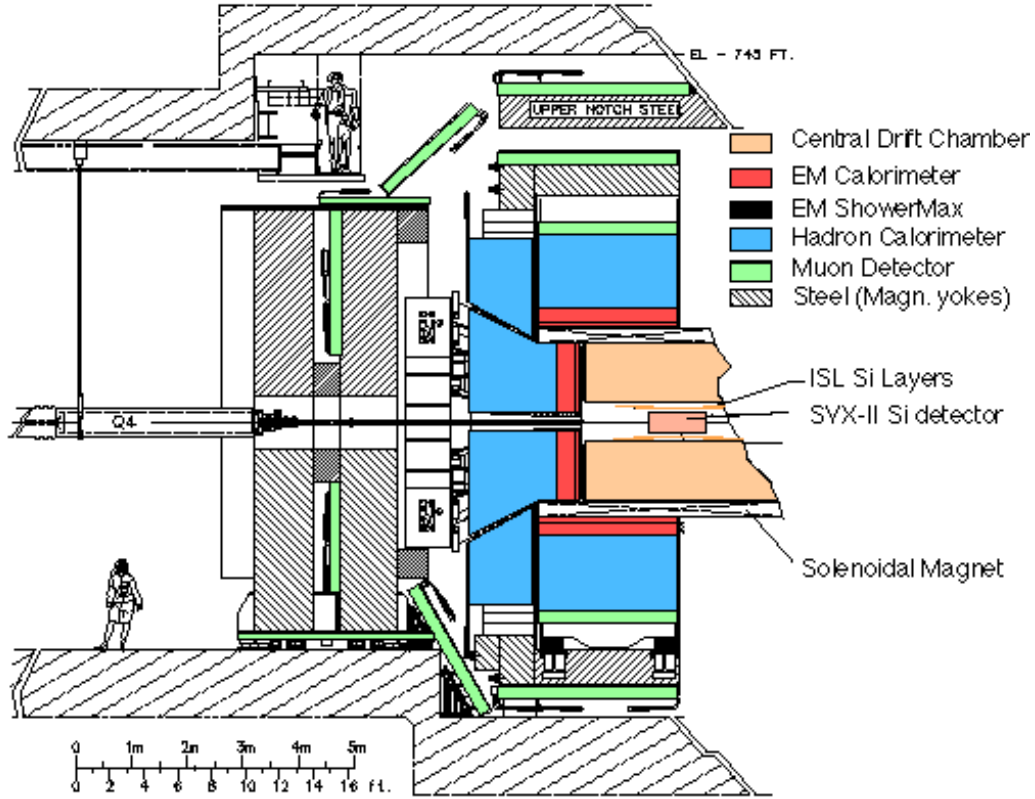 EL - 743 FT.
UPPER NOTCH STEEL
Central Drift Chamber
EM Calorimeter
EM ShowerMax
Hadron Calorimeter
Muon Detector
Steel (Magn. yokes)
ISL Si Layers
SVX-II Si detector
Q4
Solenoidal Magnet
0 1m 2m 3m 4m 5m
0 2 4 6 8 10 12 14 16 ft.